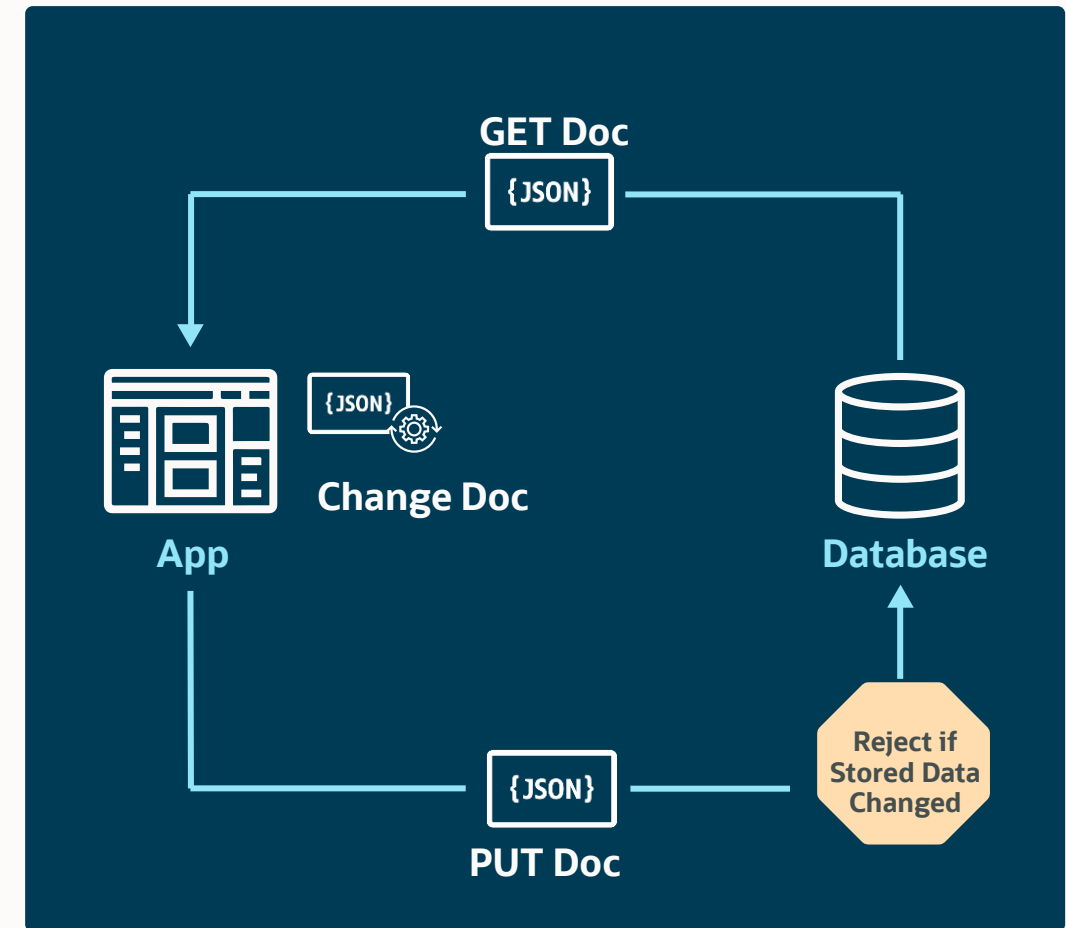 GET Doc
{JSON}
{JSON}
Change Doc
App
Database
Reject if
Stored Data
Changed
{JSON}
PUT Doc